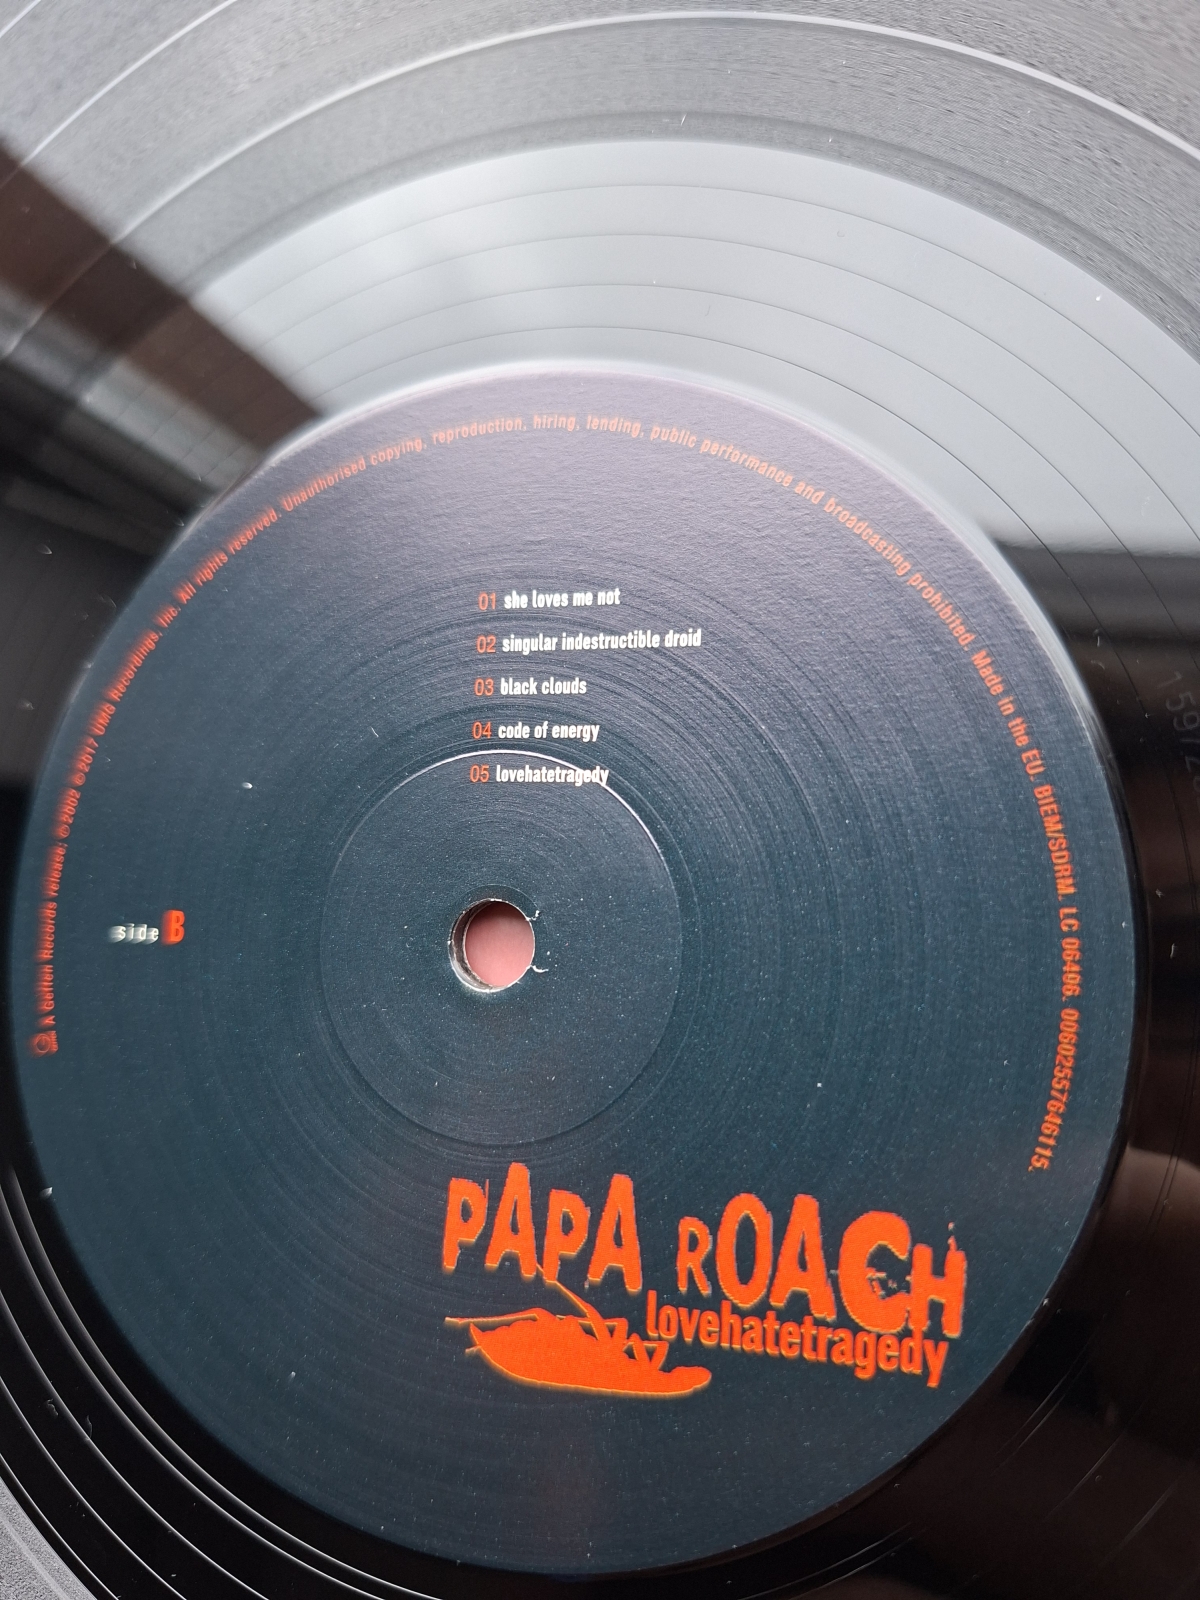 A Geffen Records release; ℗2002 ©2017 UMG Recordings, Inc. All rights reserved. Unauthorised copying, reproduction, hiring, lending, public performance and broadcasting prohibited. Made in the EU. BIEM/SDRM. LC 06406. 00602557646115.
01 she loves me not
02 singular indestructible droid
03 black clouds
04 code of energy
05 lovehatetragedy
side B
PAPA ROACH
lovehatetragedy